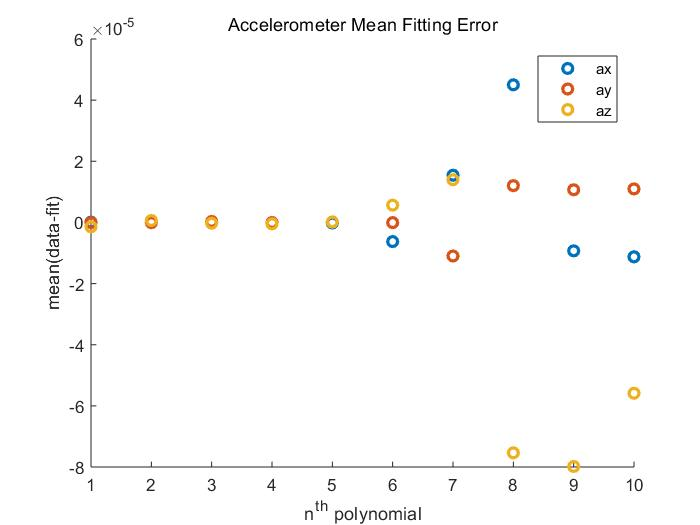 Accelerometer Mean Fitting Error
×10⁻⁵
6
4
2
0
-2
-4
-6
-8
mean(data-fit)
ax
ay
az
1 2 3 4 5 6 7 8 9 10
nᵗʰ polynomial